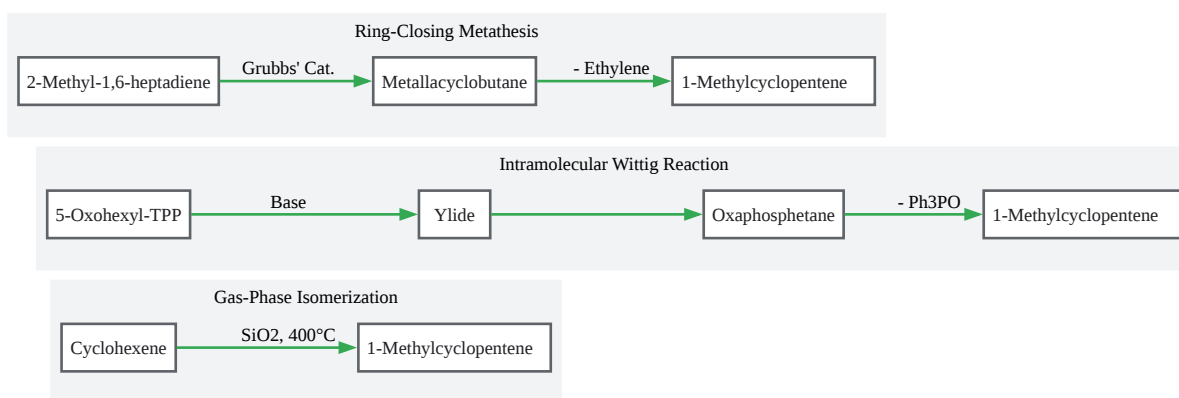 Ring-Closing Metathesis
2-Methyl-1,6-heptadiene
Grubbs' Cat.
Metallacyclobutane
- Ethylene
1-Methylcyclopentene
Intramolecular Wittig Reaction
5-Oxohexyl-TPP
Base
Ylide
Oxaphosphetane
- Ph3PO
1-Methylcyclopentene
Gas-Phase Isomerization
Cyclohexene
SiO2, 400°C
1-Methylcyclopentene